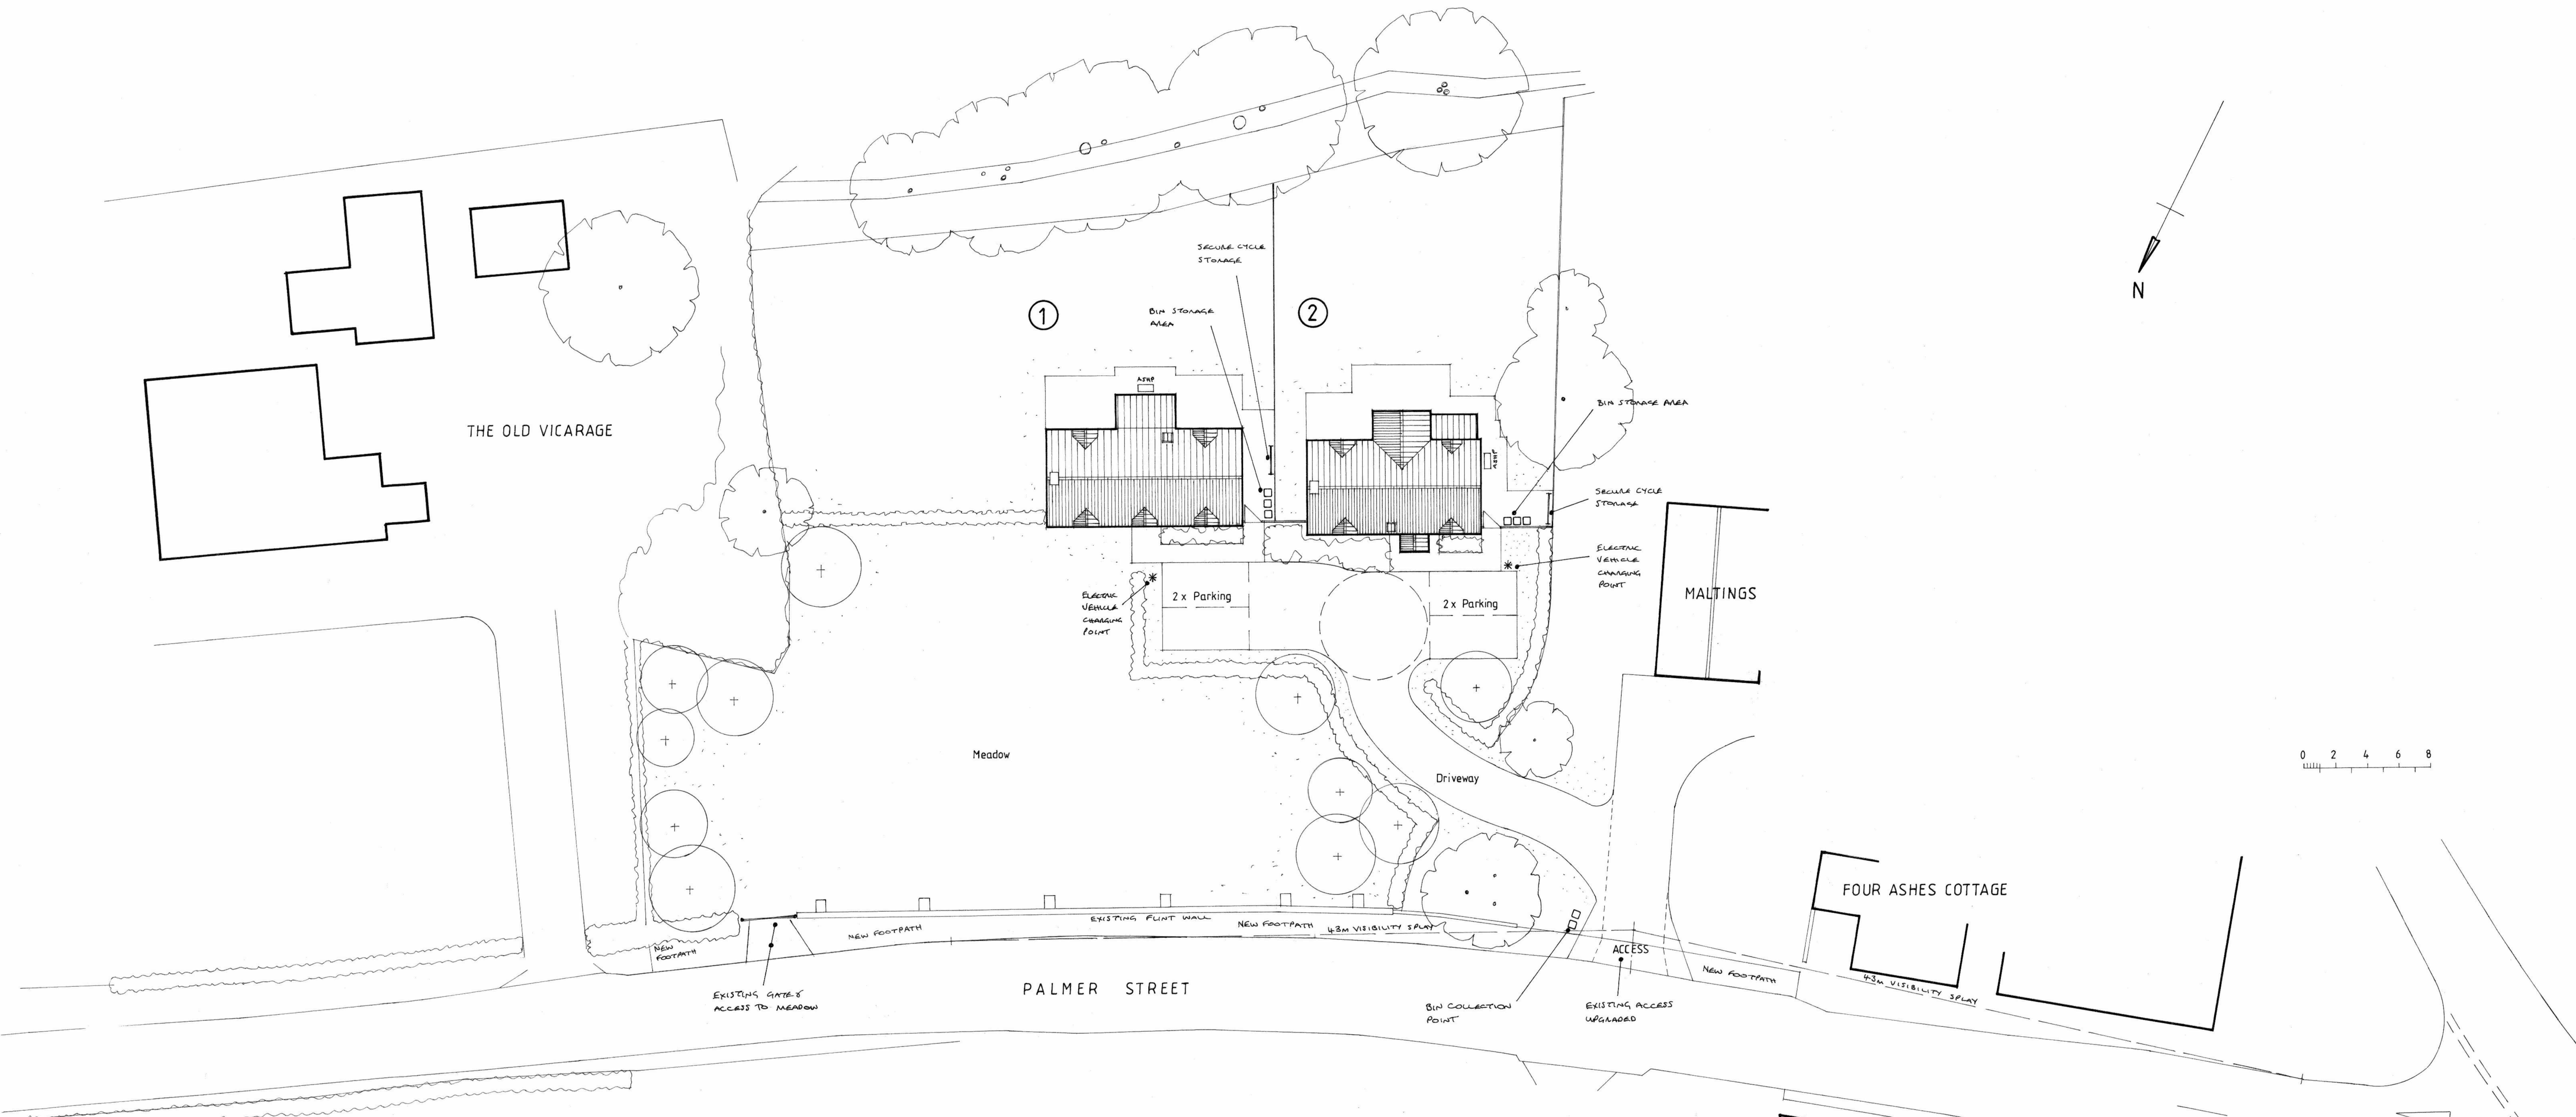 SECURE CYCLE
STORAGE
N
1
2
BIN STORAGE
AREA
ASHP
BIN STORAGE AREA
THE OLD VICARAGE
ASHP
SECURE CYCLE
STORAGE
ELECTRIC
VEHICLE
CHARGING
POINT
MALTINGS
ELECTRIC
VEHICLE
CHARGING
POINT
2 x Parking
2 x Parking
Meadow
Driveway
0 2 4 6 8
FOUR ASHES COTTAGE
EXISTING FLINT WALL
NEW FOOTPATH
NEW FOOTPATH
43M VISIBILITY SPLAY
NEW
FOOTPATH
ACCESS
NEW FOOTPATH
43M VISIBILITY SPLAY
PALMER STREET
EXISTING GATE &
ACCESS TO MEADOW
BIN COLLECTION
POINT
EXISTING ACCESS
UPGRADED